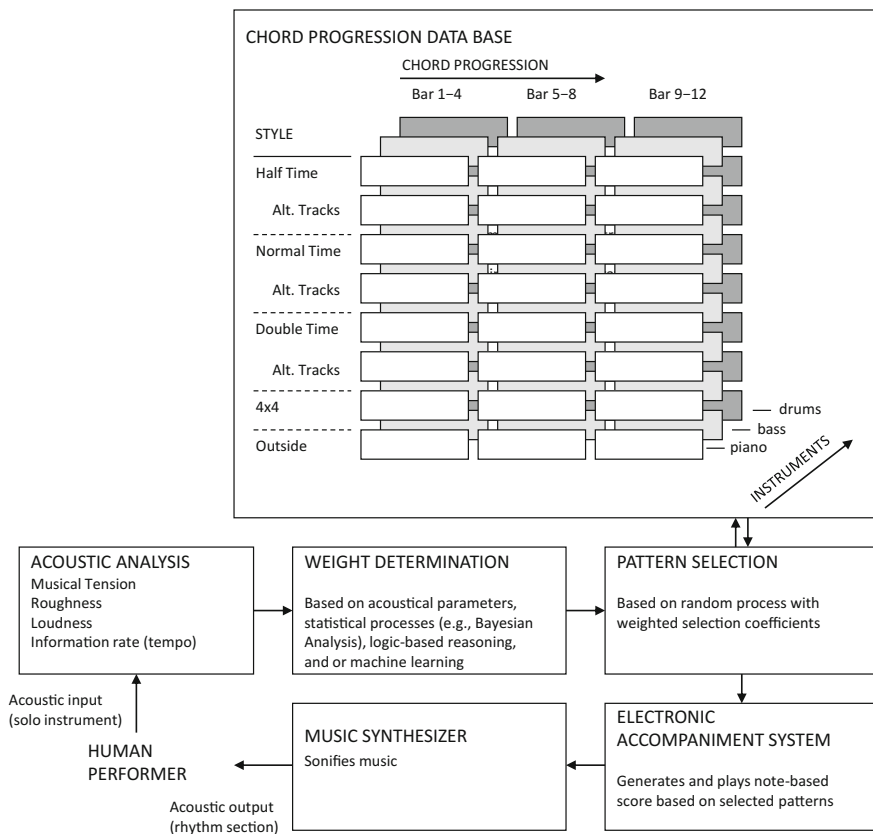 CHORD PROGRESSION DATA BASE
CHORD PROGRESSION
Bar 1–4 Bar 5–8 Bar 9–12
STYLE
Half Time
Alt. Tracks
Normal Time
Alt. Tracks
Double Time
Alt. Tracks
4x4
Outside
drums
bass
piano
INSTRUMENTS
ACOUSTIC ANALYSIS
Musical Tension
Roughness
Loudness
Information rate (tempo)
WEIGHT DETERMINATION
Based on acoustical parameters,
statistical processes (e.g., Bayesian
Analysis), logic-based reasoning,
and or machine learning
PATTERN SELECTION
Based on random process with
weighted selection coefficients
Acoustic input
(solo instrument)
HUMAN
PERFORMER
Acoustic output
(rhythm section)
MUSIC SYNTHESIZER
Sonifies music
ELECTRONIC
ACCOMPANIMENT SYSTEM
Generates and plays note-based
score based on selected patterns